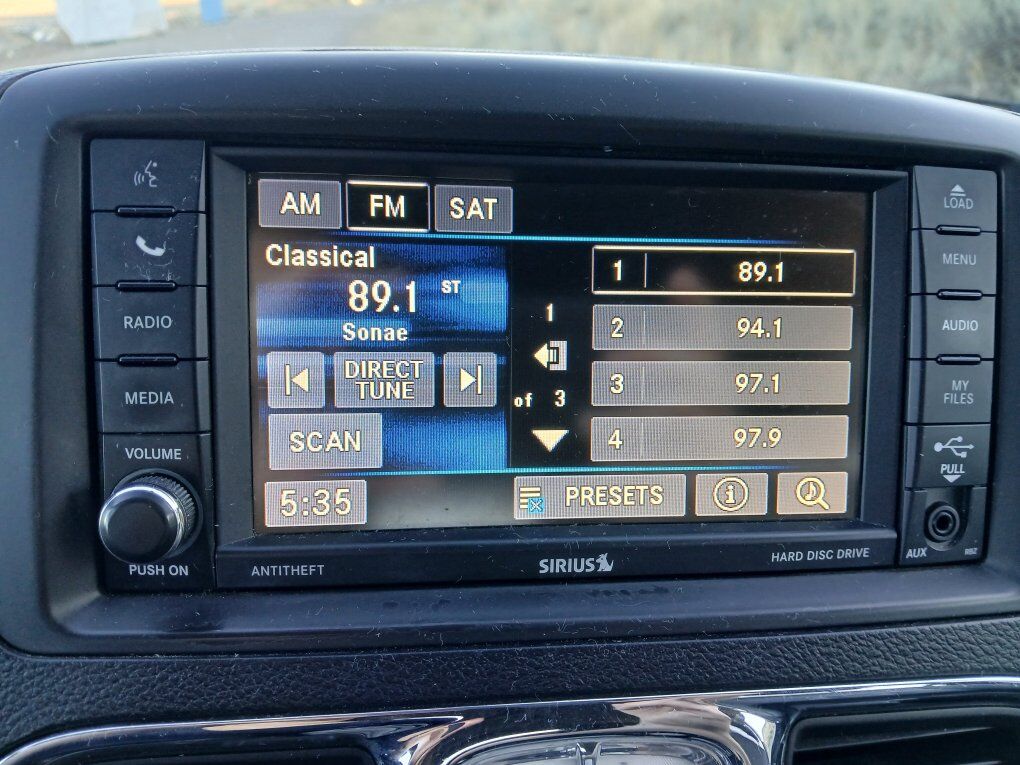 AM FM SAT
LOAD
Classical
89.1 ST
Sonae
1 89.1
MENU
RADIO
1
2 94.1
AUDIO
DIRECT
TUNE
MEDIA
of 3
3 97.1
MY
FILES
VOLUME
SCAN
4 97.9
PULL
5:35
PRESETS
i
PUSH ON
ANTITHEFT
SIRIUS
HARD DISC DRIVE
AUX
RBZ